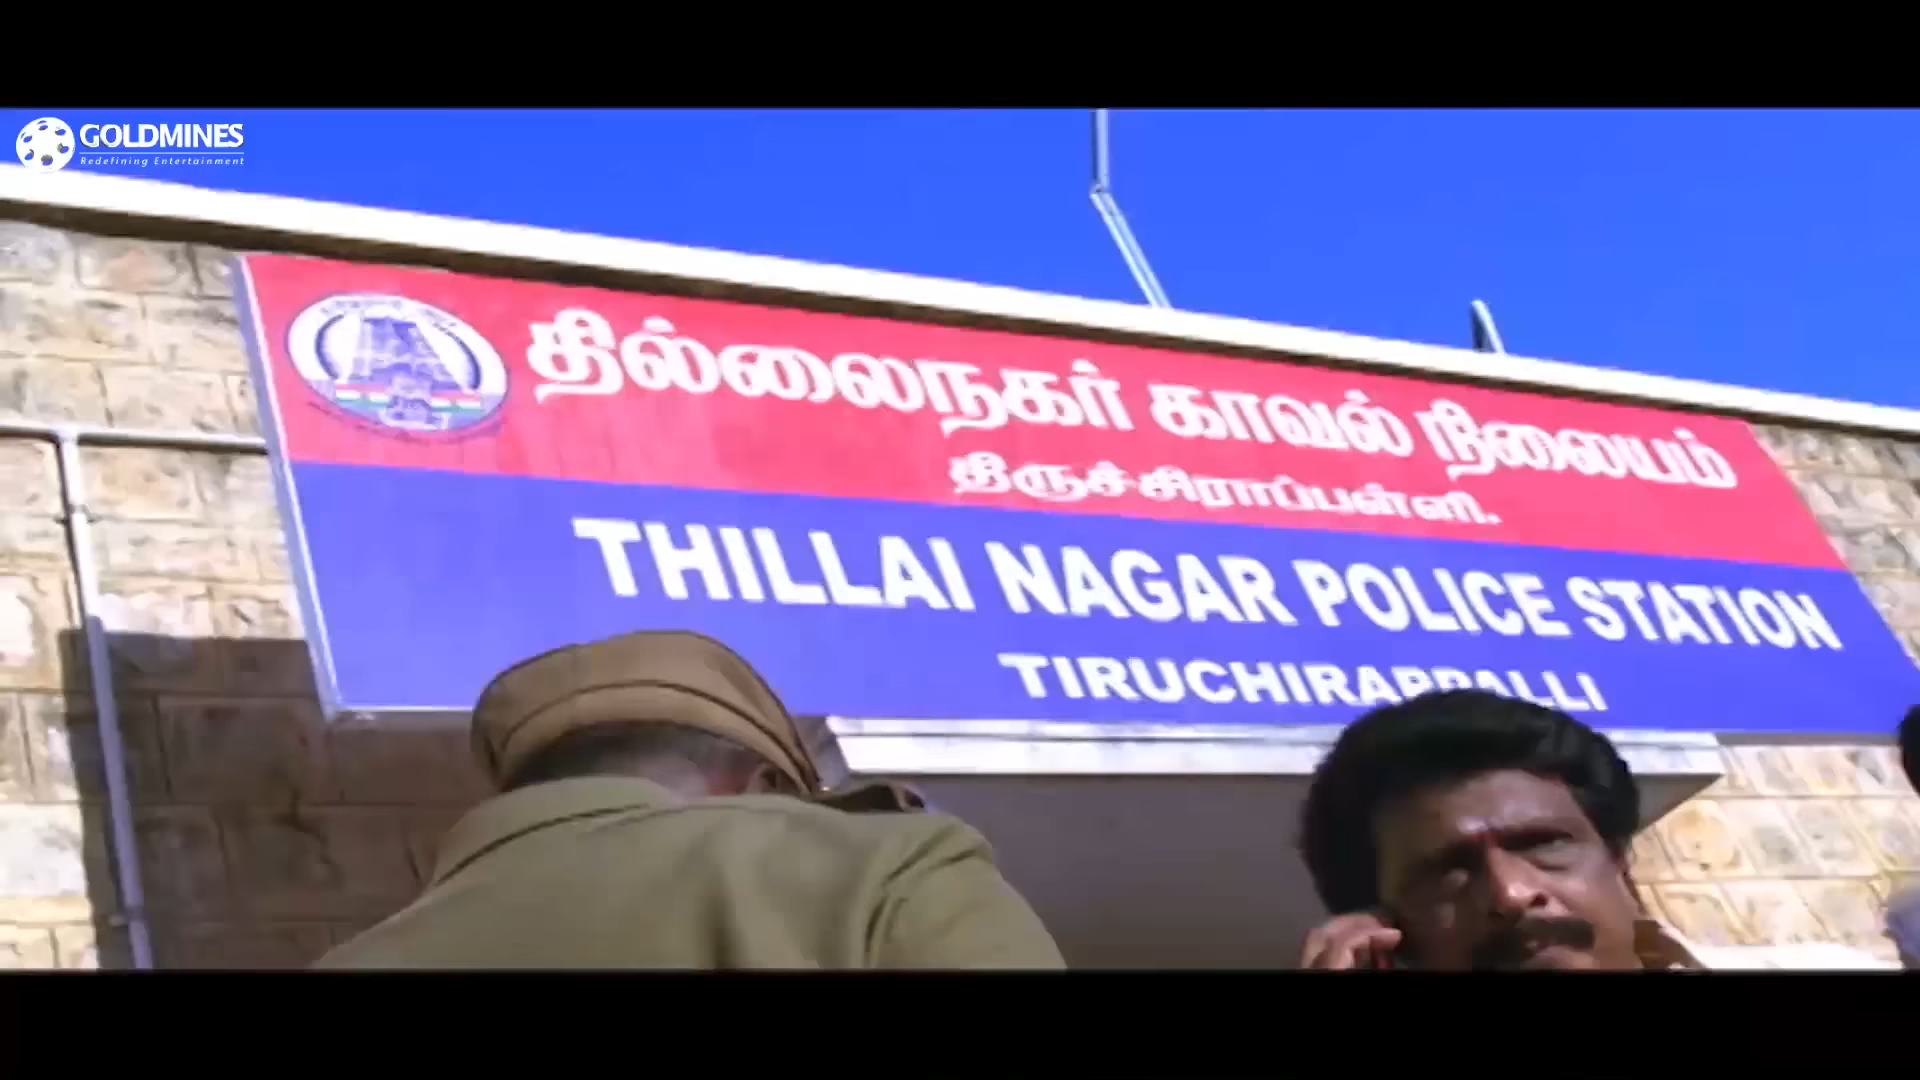 GOLDMINES
Redefining Entertainment
தில்லைநகர் காவல் நிலையம்
திருச்சிராப்பள்ளி.
THILLAI NAGAR POLICE STATION
TIRUCHIRAPPALLI